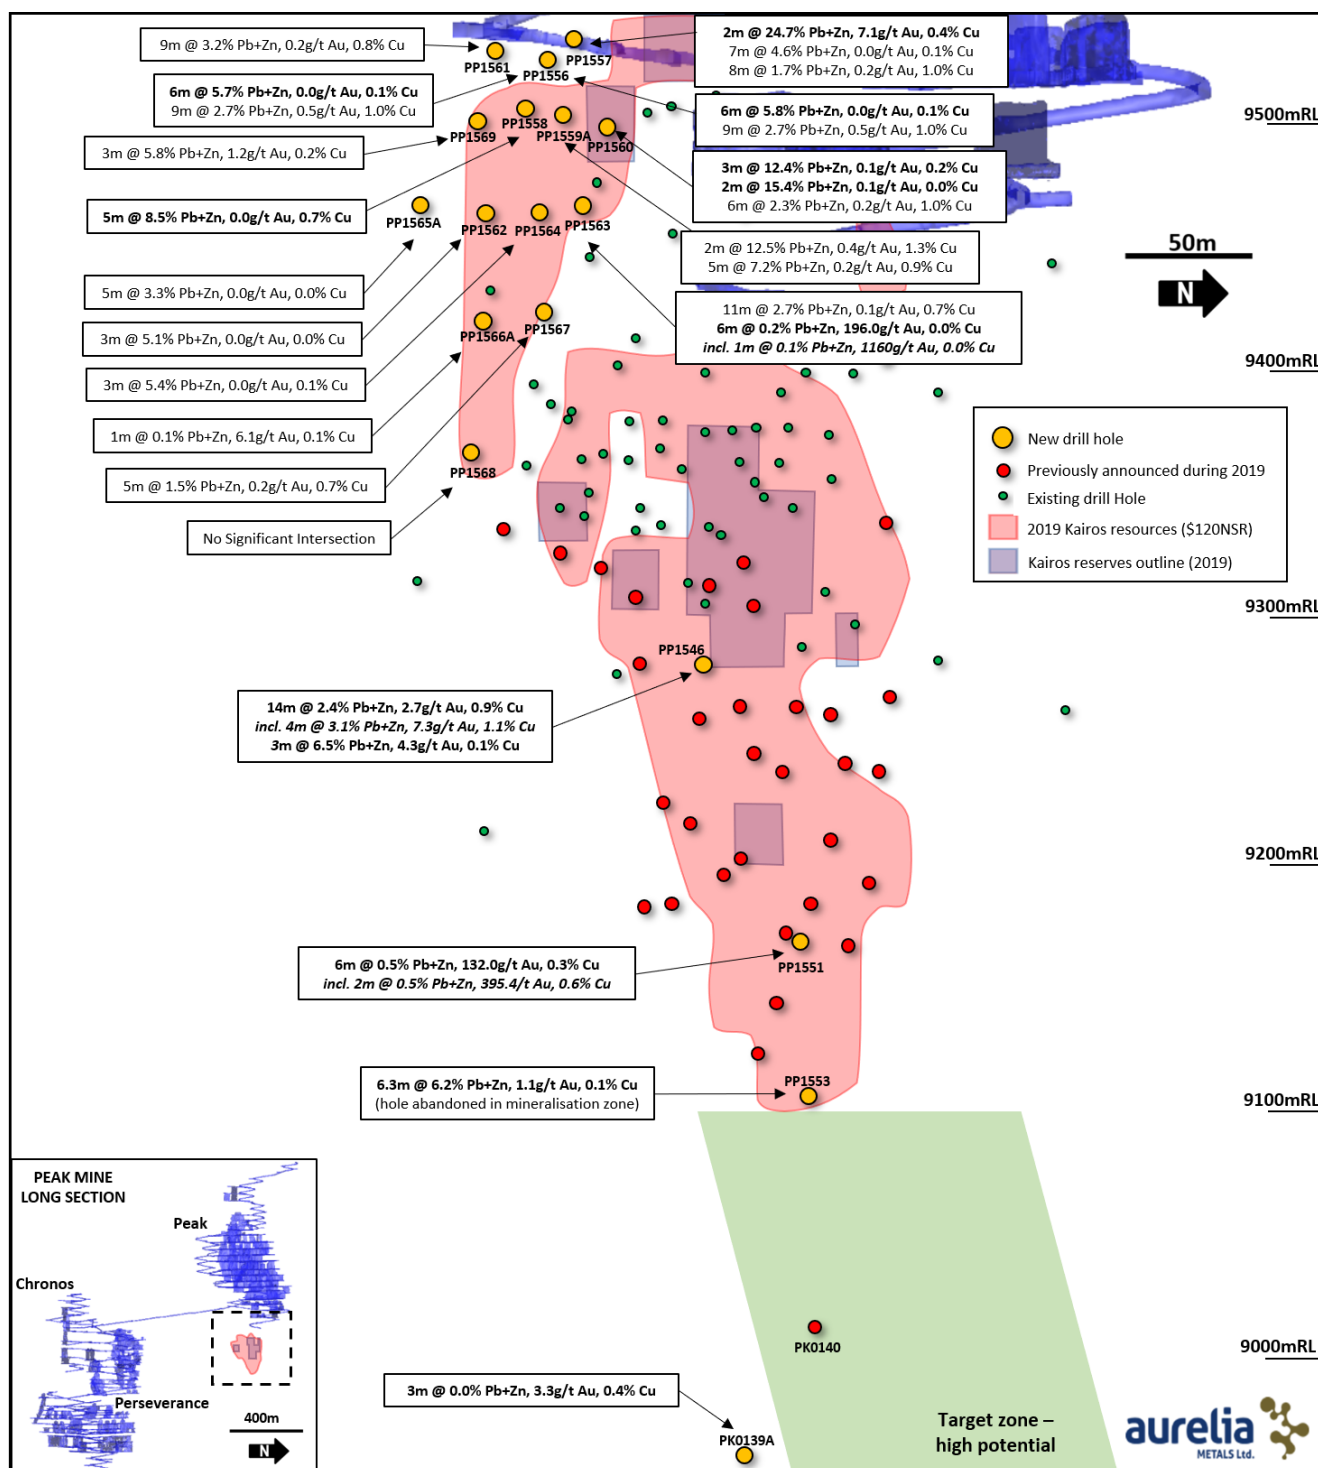 9m @ 3.2% Pb+Zn, 0.2g/t Au, 0.8% Cu
PP1561
PP1556
PP1557
2m @ 24.7% Pb+Zn, 7.1g/t Au, 0.4% Cu
7m @ 4.6% Pb+Zn, 0.0g/t Au, 0.1% Cu
8m @ 1.7% Pb+Zn, 0.2g/t Au, 1.0% Cu
6m @ 5.7% Pb+Zn, 0.0g/t Au, 0.1% Cu
9m @ 2.7% Pb+Zn, 0.5g/t Au, 1.0% Cu
6m @ 5.8% Pb+Zn, 0.0g/t Au, 0.1% Cu
9m @ 2.7% Pb+Zn, 0.5g/t Au, 1.0% Cu
9500mRL
PP1569
PP1558
PP1559A
PP1560
3m @ 5.8% Pb+Zn, 1.2g/t Au, 0.2% Cu
3m @ 12.4% Pb+Zn, 0.1g/t Au, 0.2% Cu
2m @ 15.4% Pb+Zn, 0.1g/t Au, 0.0% Cu
6m @ 2.3% Pb+Zn, 0.2g/t Au, 1.0% Cu
5m @ 8.5% Pb+Zn, 0.0g/t Au, 0.7% Cu
PP1565A
PP1562
PP1564
PP1563
2m @ 12.5% Pb+Zn, 0.4g/t Au, 1.3% Cu
5m @ 7.2% Pb+Zn, 0.2g/t Au, 0.9% Cu
50m
N
5m @ 3.3% Pb+Zn, 0.0g/t Au, 0.0% Cu
11m @ 2.7% Pb+Zn, 0.1g/t Au, 0.7% Cu
6m @ 0.2% Pb+Zn, 196.0g/t Au, 0.0% Cu
incl. 1m @ 0.1% Pb+Zn, 1160g/t Au, 0.0% Cu
3m @ 5.1% Pb+Zn, 0.0g/t Au, 0.0% Cu
PP1566A
PP1567
9400mRL
3m @ 5.4% Pb+Zn, 0.0g/t Au, 0.1% Cu
1m @ 0.1% Pb+Zn, 6.1g/t Au, 0.1% Cu
PP1568
5m @ 1.5% Pb+Zn, 0.2g/t Au, 0.7% Cu
No Significant Intersection
New drill hole
Previously announced during 2019
Existing drill Hole
2019 Kairos resources ($120NSR)
Kairos reserves outline (2019)
9300mRL
PP1546
14m @ 2.4% Pb+Zn, 2.7g/t Au, 0.9% Cu
incl. 4m @ 3.1% Pb+Zn, 7.3g/t Au, 1.1% Cu
3m @ 6.5% Pb+Zn, 4.3g/t Au, 0.1% Cu
9200mRL
6m @ 0.5% Pb+Zn, 132.0g/t Au, 0.3% Cu
incl. 2m @ 0.5% Pb+Zn, 395.4/t Au, 0.6% Cu
PP1551
6.3m @ 6.2% Pb+Zn, 1.1g/t Au, 0.1% Cu
(hole abandoned in mineralisation zone)
PP1553
9100mRL
PEAK MINE
LONG SECTION
Peak
Chronos
Perseverance
400m
N
PK0140
9000mRL
3m @ 0.0% Pb+Zn, 3.3g/t Au, 0.4% Cu
PK0139A
Target zone –
high potential
aurelia
METALS Ltd.